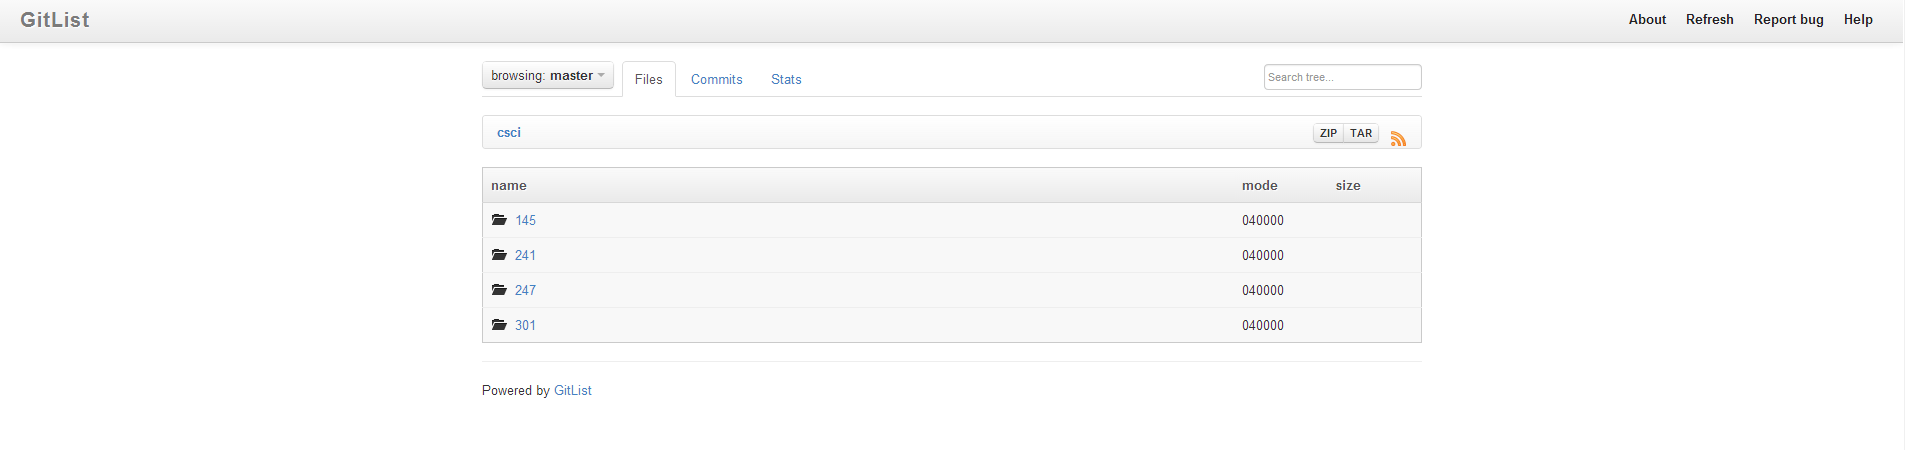 GitList About Refresh Report bug Help
browsing: master Files Commits Stats Search tree...
csci ZIP TAR
name mode size
145 040000
241 040000
247 040000
301 040000
Powered by GitList